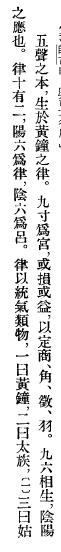 五聲之本,生於黃鐘之律。九寸爲宮,或損或益,以定商、角、徵、羽。九六相生,陰陽
之應也。律十有二,陽六爲律,陰六爲呂。律以統氣類物,一曰黃鐘,二曰太族,(二)三曰姑